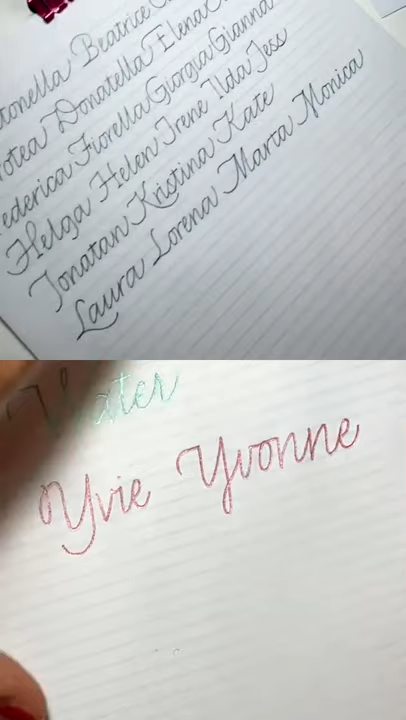 Beatrice
Donatella Elena
Fiorella Giorgia Gianna
Helga Helen Irene Ilda Jess
Jonatan Kristina Kate
Laura Lorena Marta Monica
Yvie Yvonne